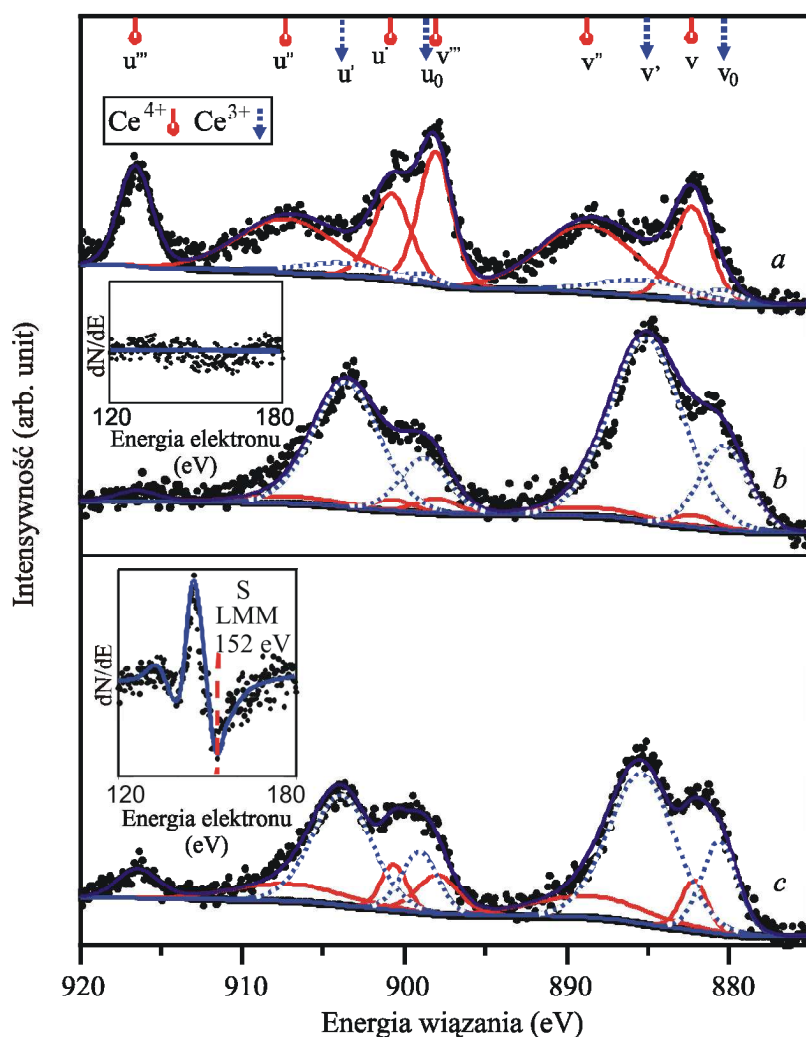 u''' u'' u' u˙ u₀ v''' v'' v' v v₀
Ce⁴⁺ Ce³⁺
a
dN/dE
120 180
Energia elektronu
(eV)
b
Intensywność (arb. unit)
S
LMM
152 eV
dN/dE
120 180
Energia elektronu
(eV)
c
920 910 900 890 880
Energia wiązania (eV)